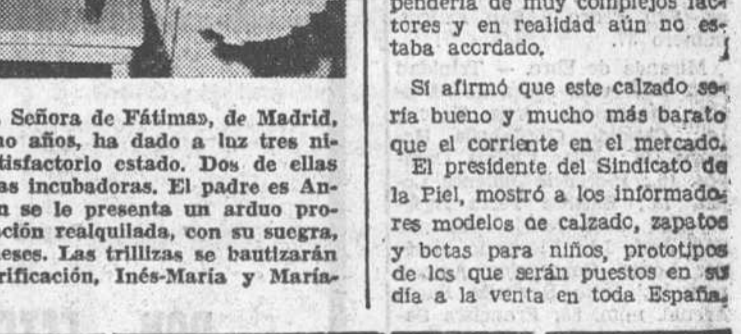 Señora de Fátima», de Madrid,
no años, ha dado a luz tres ni-
tisfactorio estado. Dos de ellas
as incubadoras. El padre es An-
n se le presenta un arduo pro-
ción realquilada, con su suegra,
eses. Las trillizas se bautizarán
rificación, Inés-María y María-
pendería de muy complejos fac-
tores y en realidad aún no es-
taba acordado.
Sí afirmó que este calzado se-
ría bueno y mucho más barato
que el corriente en el mercado.
El presidente del Sindicato de
la Piel, mostró a los informado-
res modelos de calzado, zapatos
y botas para niños, prototipos
de los que serán puestos en su
día a la venta en toda España.